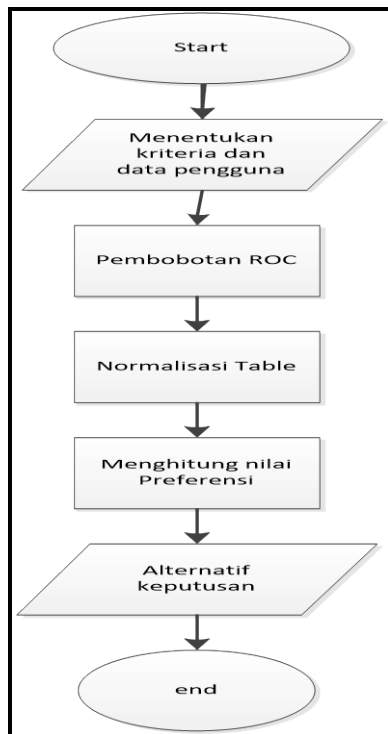 Start
Menentukan
kriteria dan
data pengguna
Pembobotan ROC
Normalisasi Table
Menghitung nilai
Preferensi
Alternatif
keputusan
end